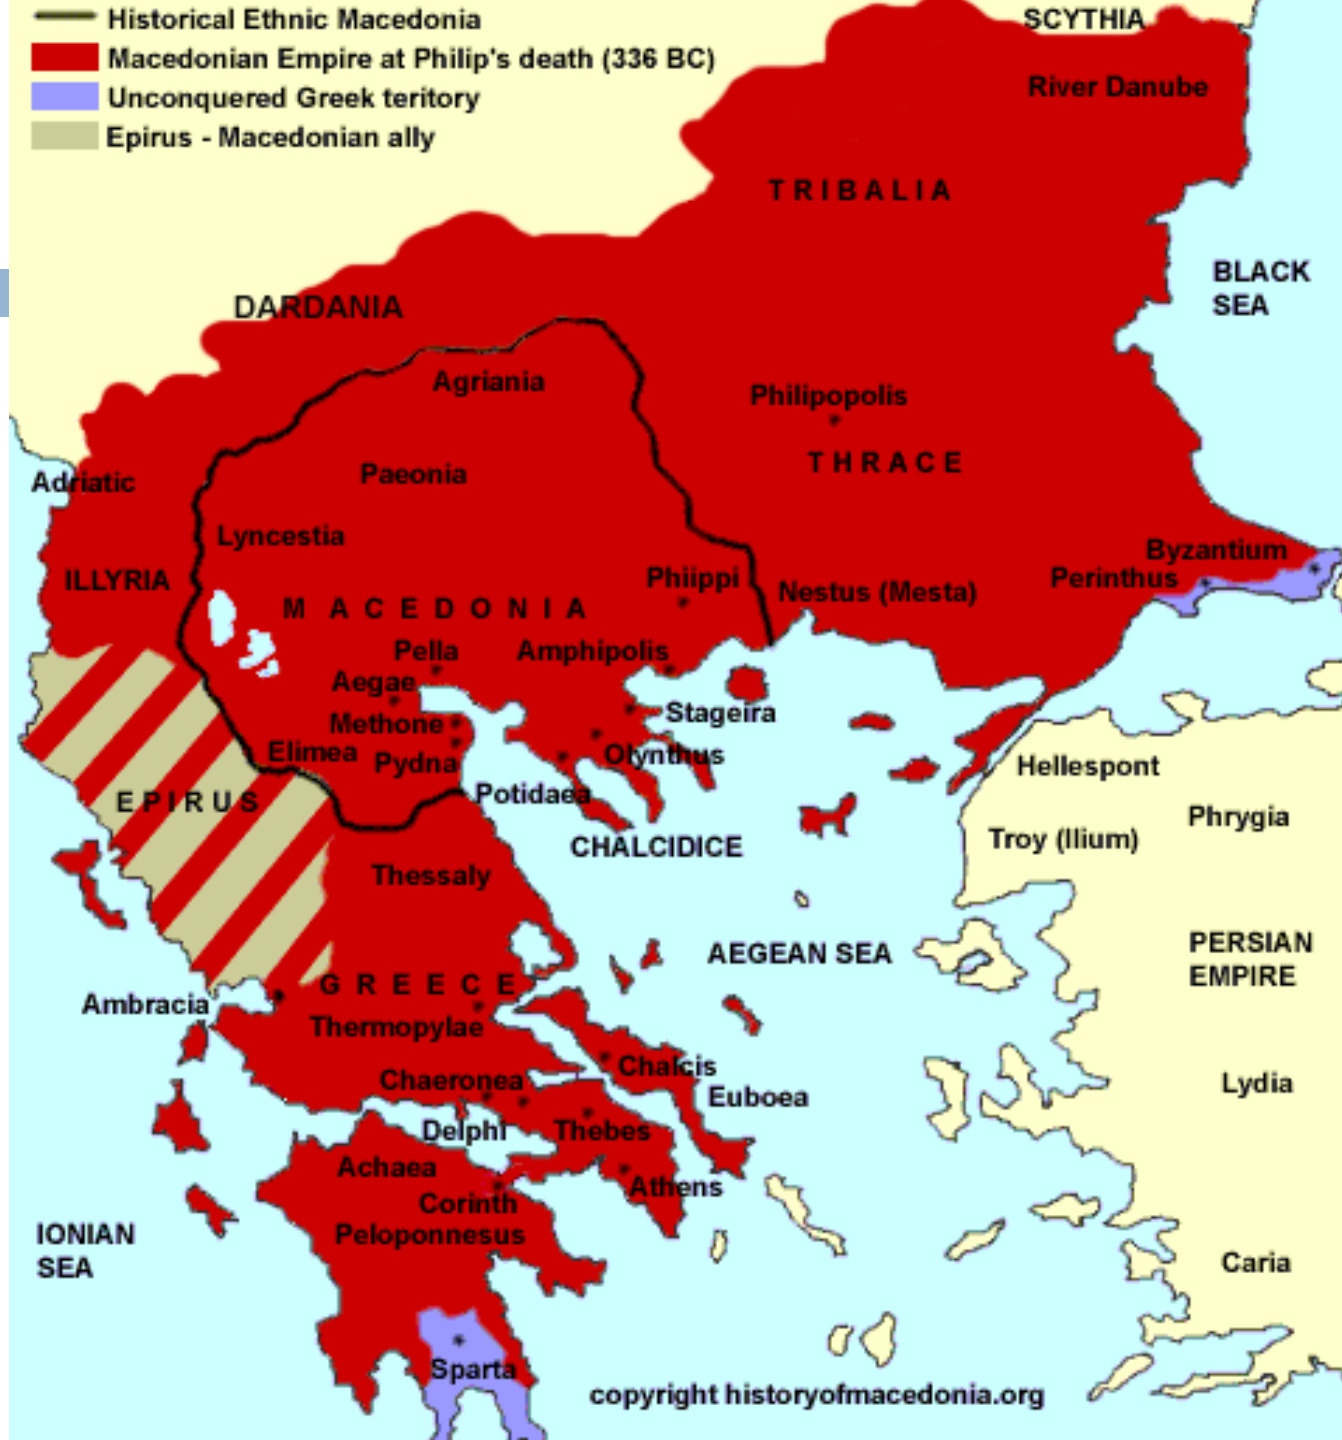 Historical Ethnic Macedonia
Macedonian Empire at Philip's death (336 BC)
Unconquered Greek teritory
Epirus - Macedonian ally
SCYTHIA
River Danube
TRIBALIA
BLACK
SEA
DARDANIA
Agriania
Philipopolis
THRACE
Paeonia
Adriatic
Lyncestia
Byzantium
ILLYRIA
Phiippi
Perinthus
Nestus (Mesta)
MACEDONIA
Pella
Amphipolis
Aegae
Stageira
Methone
Elimea
Pydna
Olynthus
Hellespont
Potidaea
EPIRUS
Phrygia
Troy (Ilium)
CHALCIDICE
Thessaly
AEGEAN SEA
PERSIAN
EMPIRE
GREECE
Ambracia
Thermopylae
Chalcis
Chaeronea
Euboea
Lydia
Delphi
Thebes
Achaea
Athens
Corinth
Peloponnesus
IONIAN
SEA
Caria
Sparta
copyright historyofmacedonia.org